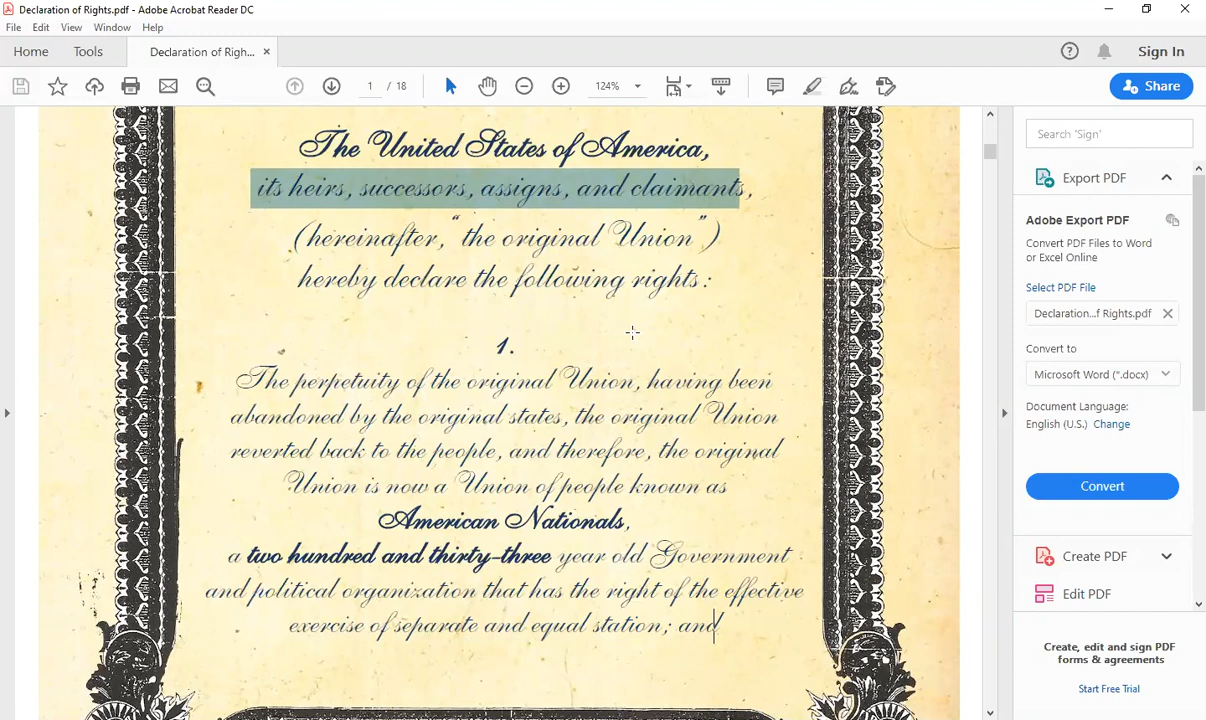 Declaration of Rights.pdf - Adobe Acrobat Reader DC
File Edit View Window Help
Home Tools Declaration of Righ... × Sign In
1 / 18 124% Share
The United States of America,
its heirs, successors, assigns, and claimants,
(hereinafter, “the original Union”)
hereby declare the following rights:
1.
The perpetuity of the original Union, having been
abandoned by the original states, the original Union
reverted back to the people, and therefore, the original
Union is now a Union of people known as
American Nationals,
a two hundred and thirty-three year old Government
and political organization that has the right of the effective
exercise of separate and equal station; and
Search 'Sign'
Export PDF
Adobe Export PDF
Convert PDF Files to Word
or Excel Online
Select PDF File
Declaration...f Rights.pdf
Convert to
Microsoft Word (*.docx)
Document Language:
English (U.S.) Change
Convert
Create PDF
Edit PDF
Create, edit and sign PDF
forms & agreements
Start Free Trial